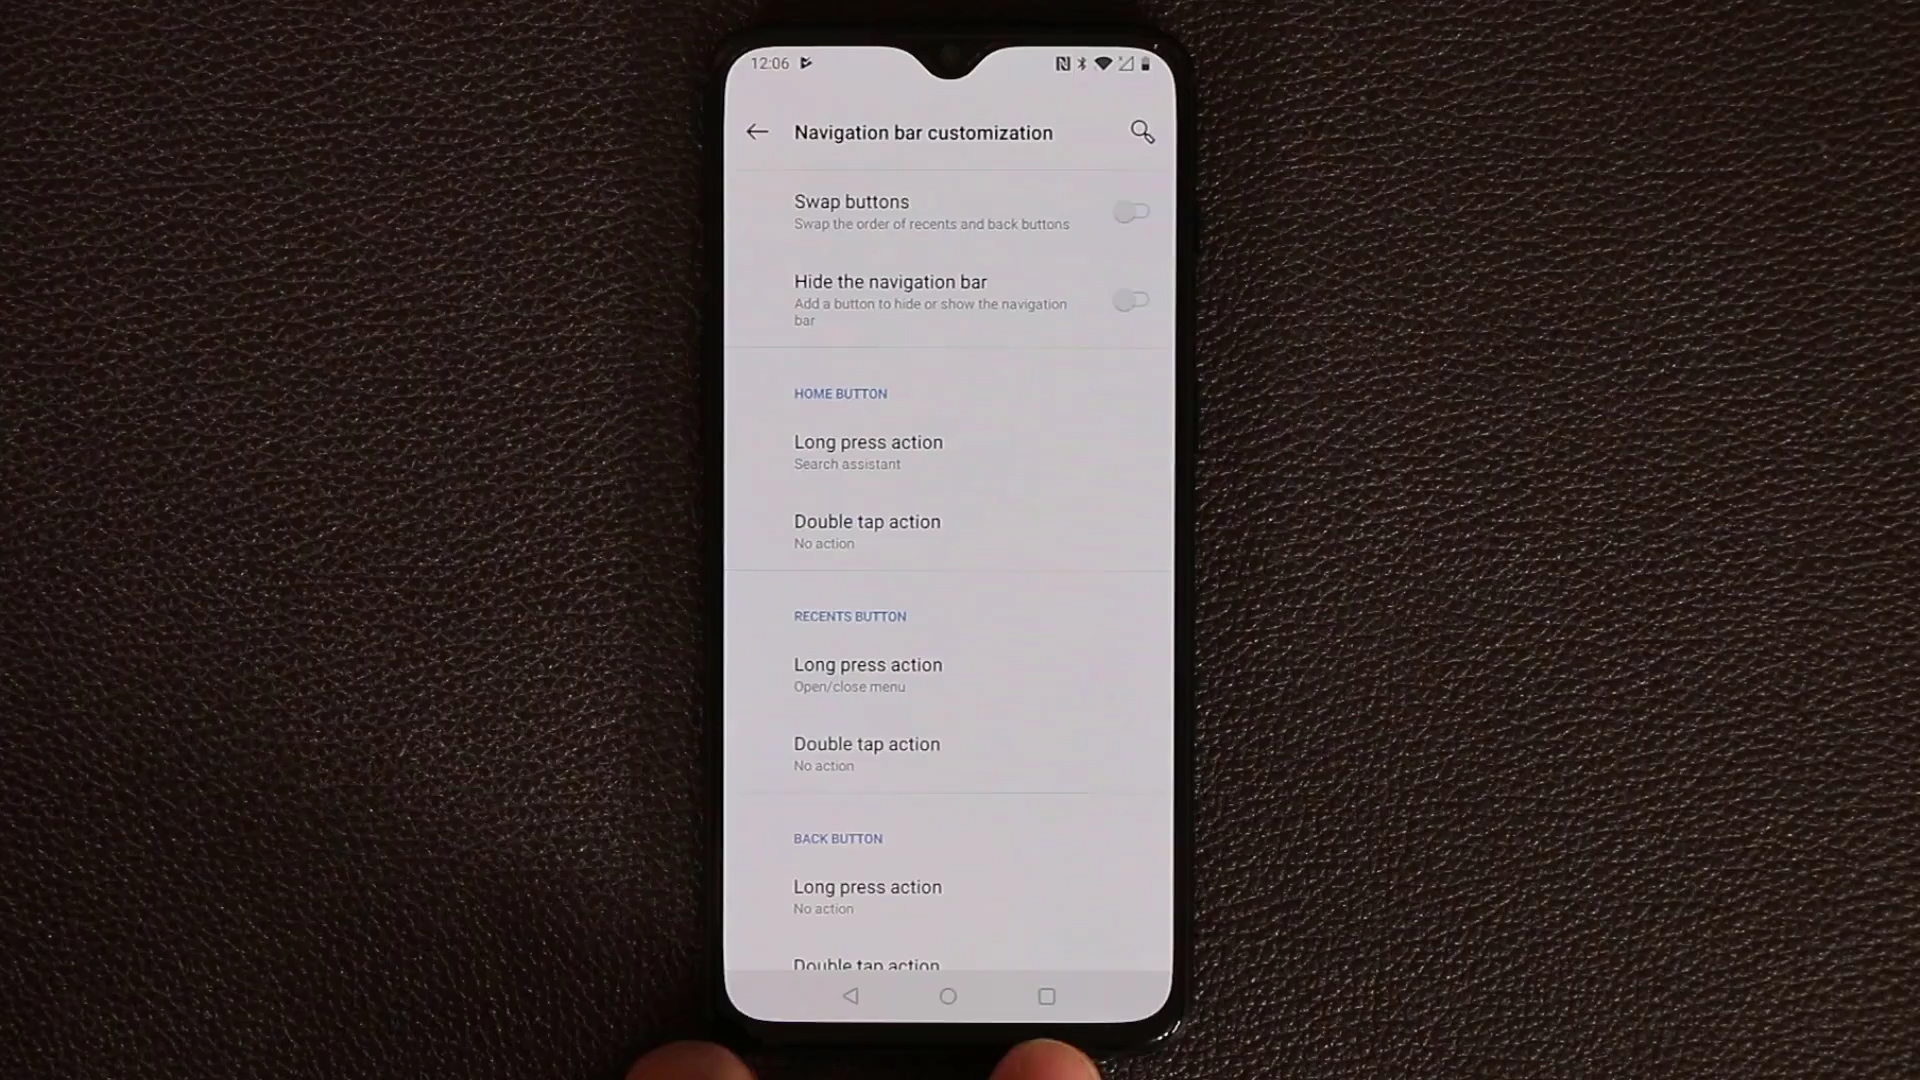 12:06
Navigation bar customization
Swap buttons
Swap the order of recents and back buttons
Hide the navigation bar
Add a button to hide or show the navigation
bar
HOME BUTTON
Long press action
Search assistant
Double tap action
No action
RECENTS BUTTON
Long press action
Open/close menu
Double tap action
No action
BACK BUTTON
Long press action
No action
Double tap action